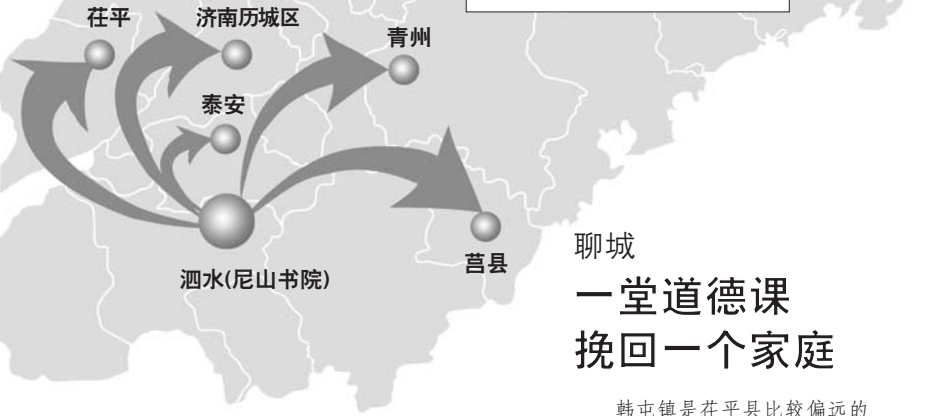 茌平
济南历城区
青州
泰安
莒县
泗水(尼山书院)
聊城
一堂道德课
挽回一个家庭
韩屯镇是茌平县比较偏远的